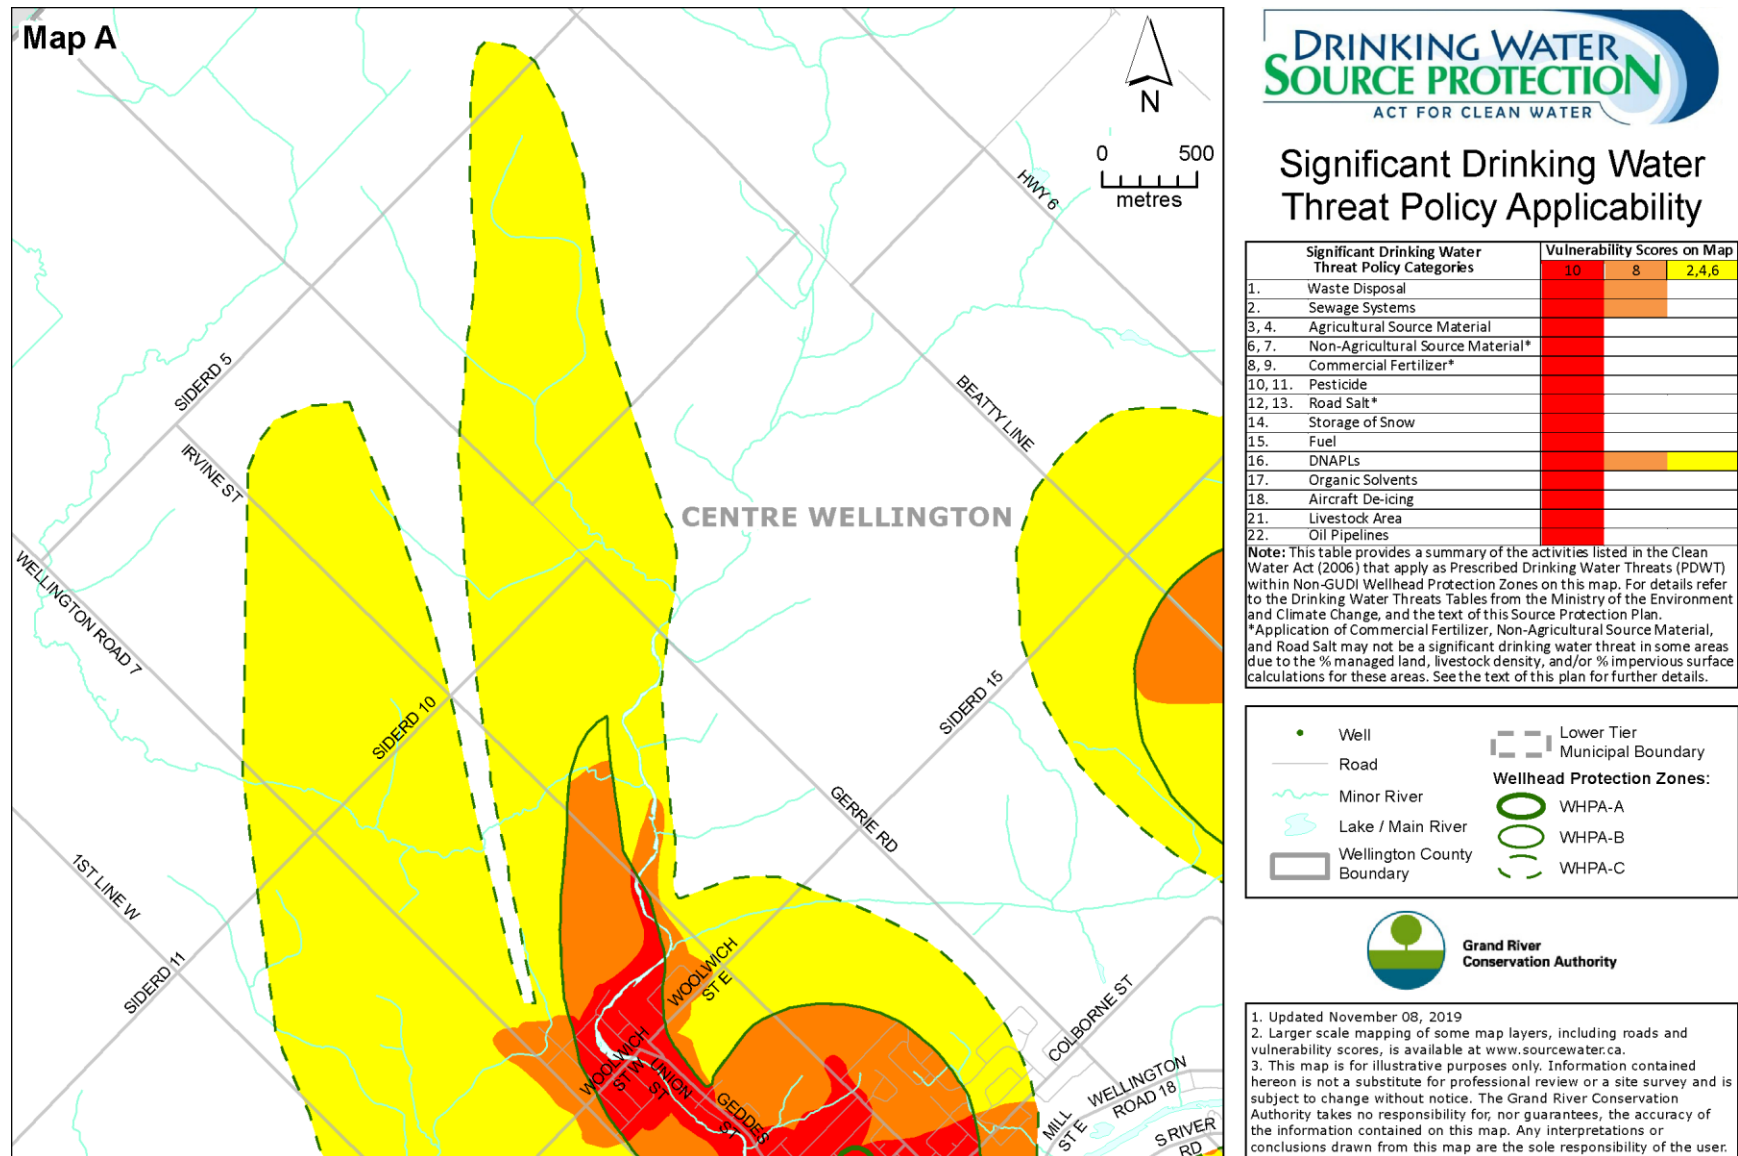 Map A
N
0 500
metres
HWY 6
SIDERD 5
IRVINE ST
BEATTY LINE
CENTRE WELLINGTON
WELLINGTON ROAD 7
SIDERD 10
SIDERD 15
GERRIE RD
1ST LINE W
SIDERD 11
WOOLWICH
ST E
COLBORNE ST
WOOLWICH
ST W
UNION
ST
GEDDES
ST
WELLINGTON
ROAD 18
MILL
ST E
S RIVER
RD
DRINKING WATER
SOURCE PROTECTION
ACT FOR CLEAN WATER
Significant Drinking Water
Threat Policy Applicability
Significant Drinking Water
Threat Policy Categories
Vulnerability Scores on Map
10 8 2,4,6
1. Waste Disposal
2. Sewage Systems
3, 4. Agricultural Source Material
6, 7. Non-Agricultural Source Material*
8, 9. Commercial Fertilizer*
10, 11. Pesticide
12, 13. Road Salt*
14. Storage of Snow
15. Fuel
16. DNAPLs
17. Organic Solvents
18. Aircraft De-icing
21. Livestock Area
22. Oil Pipelines
Note: This table provides a summary of the activities listed in the Clean
Water Act (2006) that apply as Prescribed Drinking Water Threats (PDWT)
within Non-GUDI Wellhead Protection Zones on this map. For details refer
to the Drinking Water Threats Tables from the Ministry of the Environment
and Climate Change, and the text of this Source Protection Plan.
*Application of Commercial Fertilizer, Non-Agricultural Source Material,
and Road Salt may not be a significant drinking water threat in some areas
due to the % managed land, livestock density, and/or % impervious surface
calculations for these areas. See the text of this plan for further details.
Well
Road
Minor River
Lake / Main River
Wellington County
Boundary
Lower Tier
Municipal Boundary
Wellhead Protection Zones:
WHPA-A
WHPA-B
WHPA-C
Grand River
Conservation Authority
1. Updated November 08, 2019
2. Larger scale mapping of some map layers, including roads and
vulnerability scores, is available at www.sourcewater.ca.
3. This map is for illustrative purposes only. Information contained
hereon is not a substitute for professional review or a site survey and is
subject to change without notice. The Grand River Conservation
Authority takes no responsibility for, nor guarantees, the accuracy of
the information contained on this map. Any interpretations or
conclusions drawn from this map are the sole responsibility of the user.